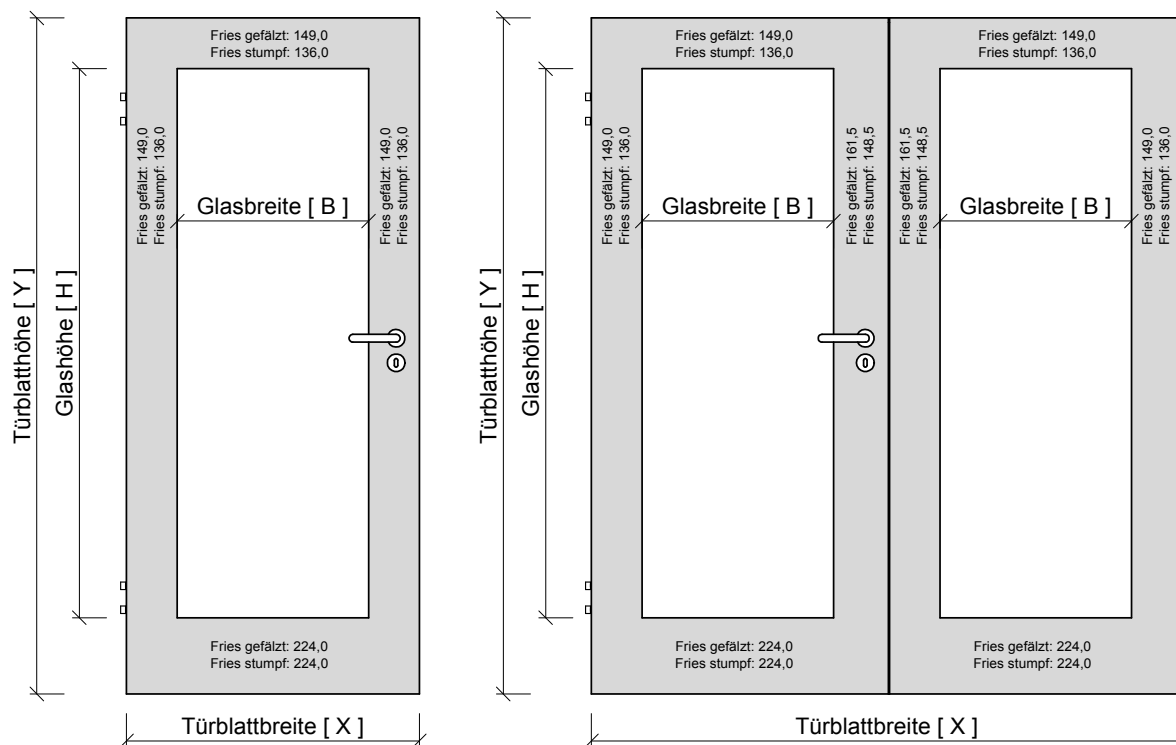 Fries gefälzt: 149,0
Fries stumpf: 136,0
Fries gefälzt: 149,0
Fries stumpf: 136,0
Fries gefälzt: 149,0
Fries stumpf: 136,0
Glasbreite [ B ]
Türblatthöhe [ Y ]
Glashöhe [ H ]
Fries gefälzt: 224,0
Fries stumpf: 224,0
Türblattbreite [ X ]
Fries gefälzt: 149,0
Fries stumpf: 136,0
Fries gefälzt: 149,0
Fries stumpf: 136,0
Fries gefälzt: 149,0
Fries stumpf: 136,0
Fries gefälzt: 161,5
Fries stumpf: 148,5
Fries gefälzt: 161,5
Fries stumpf: 148,5
Fries gefälzt: 149,0
Fries stumpf: 136,0
Glasbreite [ B ]
Glasbreite [ B ]
Türblatthöhe [ Y ]
Glashöhe [ H ]
Fries gefälzt: 224,0
Fries stumpf: 224,0
Fries gefälzt: 224,0
Fries stumpf: 224,0
Türblattbreite [ X ]